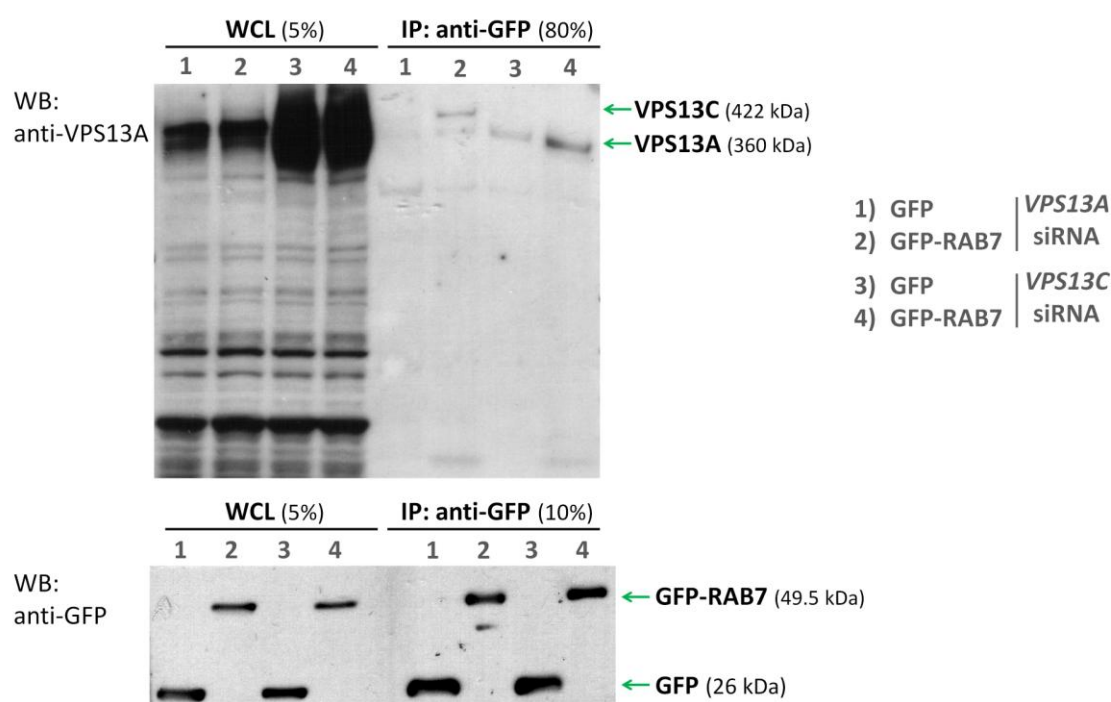 WCL (5%) IP: anti-GFP (80%)
1 2 3 4 1 2 3 4
WB:
anti-VPS13A
VPS13C (422 kDa)
VPS13A (360 kDa)
1) GFP VPS13A
2) GFP-RAB7 siRNA
3) GFP VPS13C
4) GFP-RAB7 siRNA
WCL (5%) IP: anti-GFP (10%)
1 2 3 4 1 2 3 4
WB:
anti-GFP
GFP-RAB7 (49.5 kDa)
GFP (26 kDa)